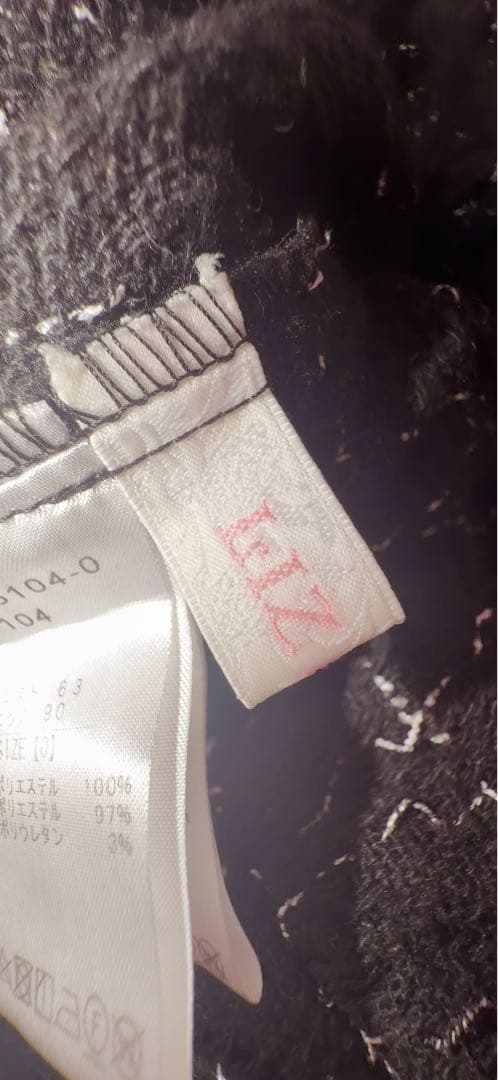 LIZ
104-0
104
63
90
SIZE [0]
ポリエステル 100%
ポリエステル 97%
ポリウレタン 3%